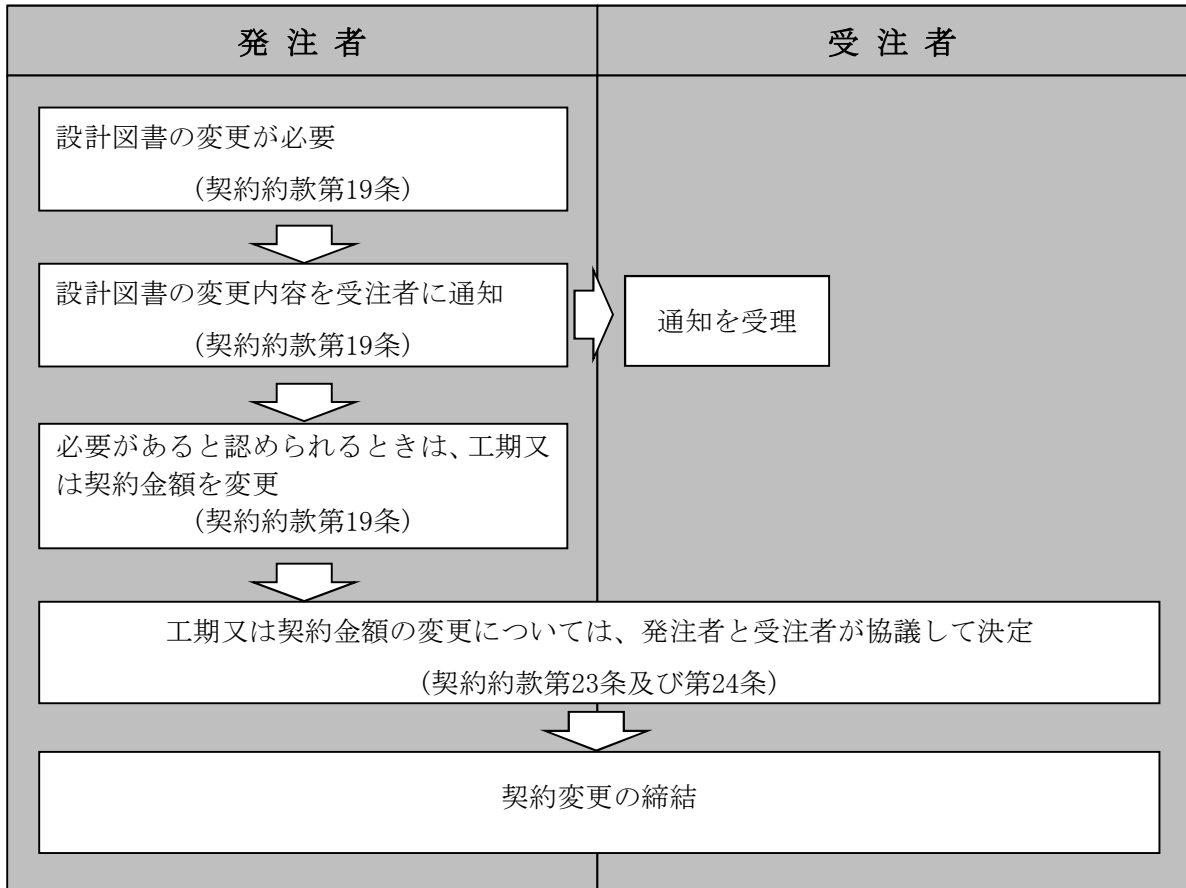 発 注 者
受 注 者
設計図書の変更が必要
(契約約款第19条)
設計図書の変更内容を受注者に通知
(契約約款第19条)
通知を受理
必要があると認められるときは、工期又
は契約金額を変更
(契約約款第19条)
工期又は契約金額の変更については、発注者と受注者が協議して決定
(契約約款第23条及び第24条)
契約変更の締結